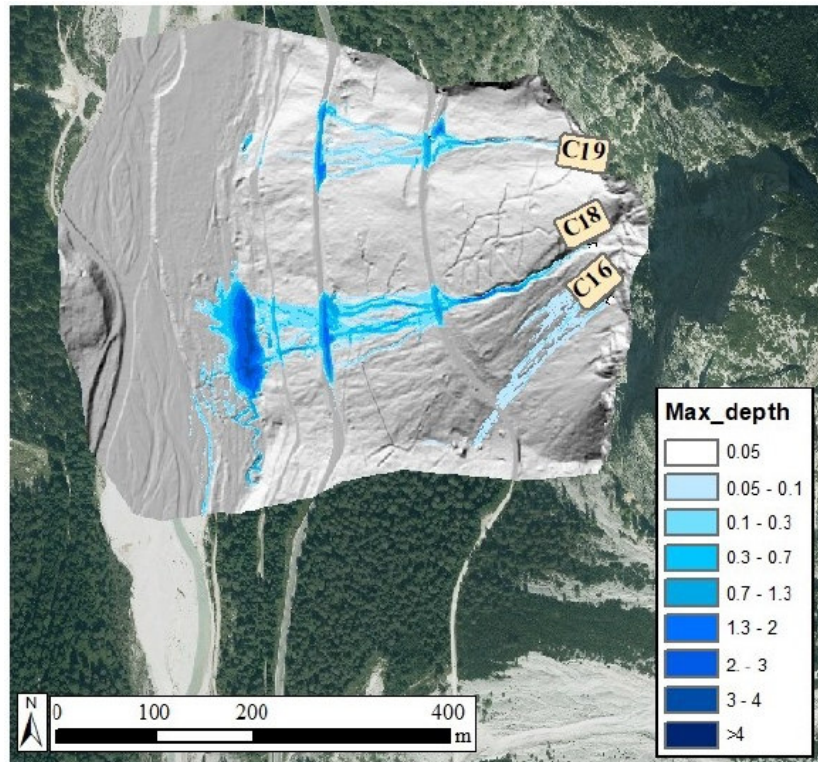 C19
C18
C16
Max_depth
0.05
0.05 - 0.1
0.1 - 0.3
0.3 - 0.7
0.7 - 1.3
1.3 - 2
2. - 3
3 - 4
>4
N
0 100 200 400
m